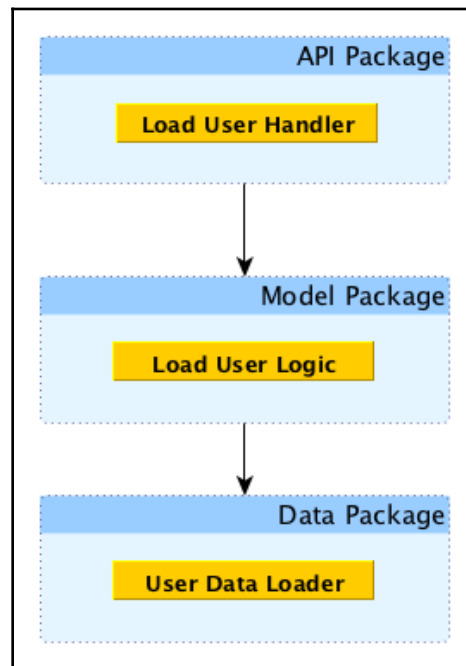 API Package
Load User Handler
Model Package
Load User Logic
Data Package
User Data Loader